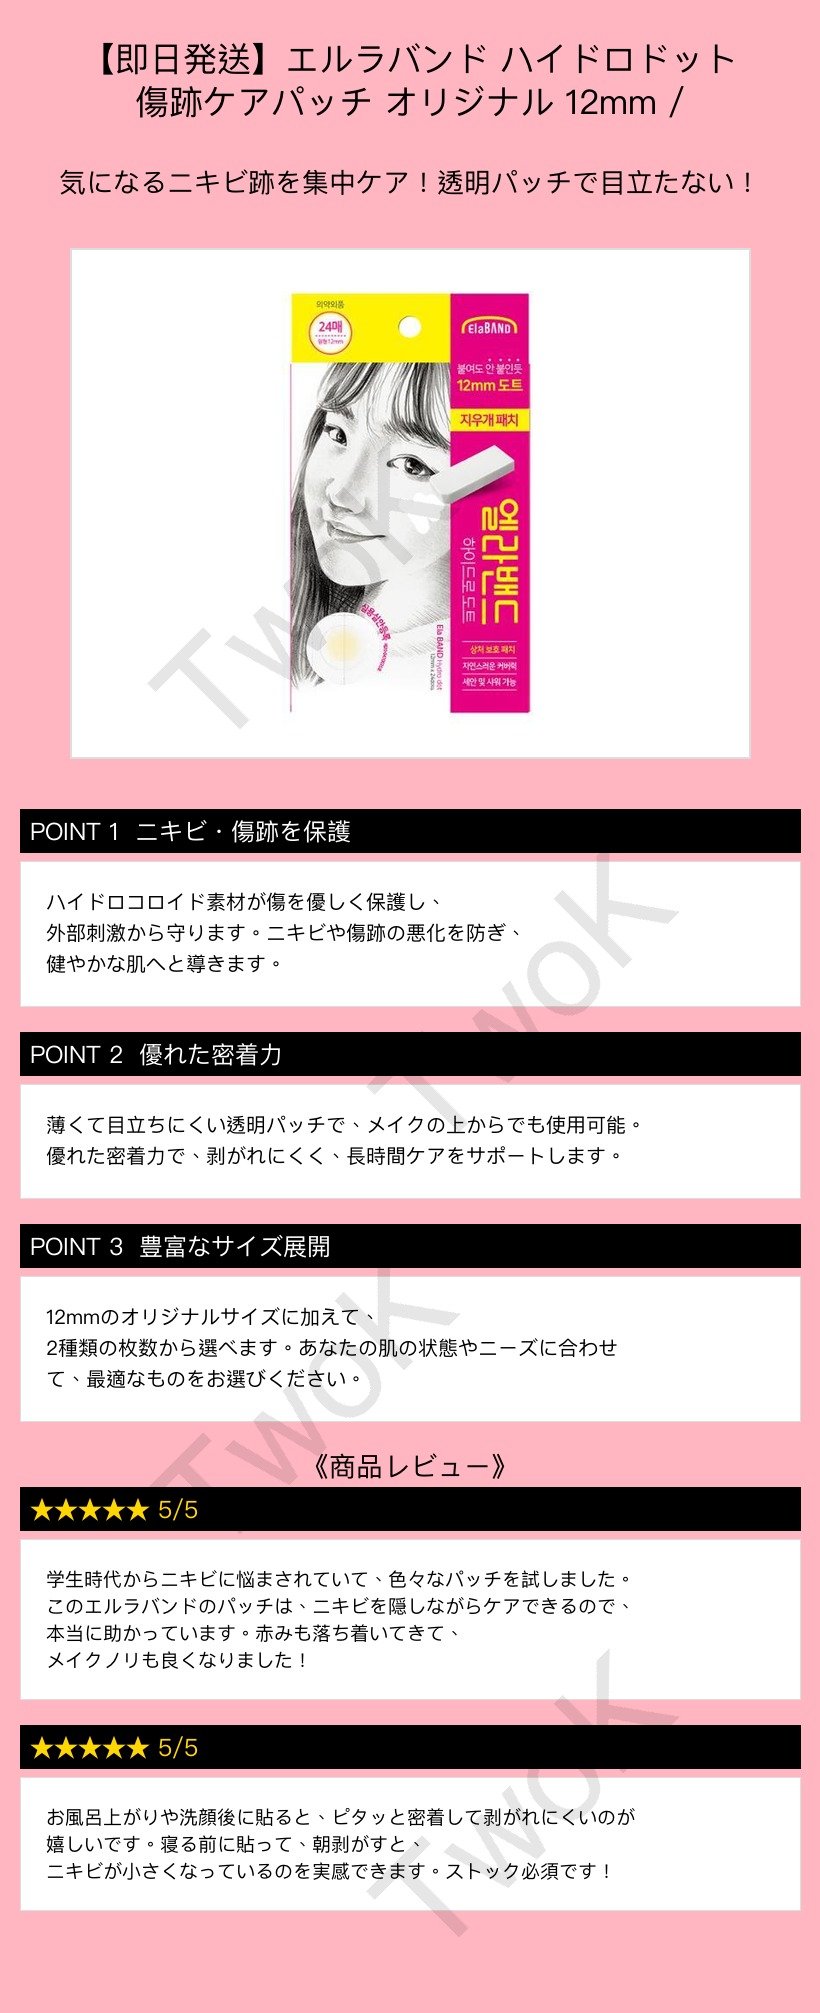 【即日発送】エルラバンド ハイドロドット
傷跡ケアパッチ オリジナル 12mm /
気になるニキビ跡を集中ケア！透明パッチで目立たない！
의약외품
24매
원형12mm
ElaBAND
붙여도 안 붙인듯
12mm 도트
지우개 패치
엘라밴드
하이드로 도트
Ela BAND Hydro dot
12mm x 24dots
상처 보호 패치
자연스러운 커버력
세안 및 샤워 가능
TwoK
POINT 1 ニキビ・傷跡を保護
ハイドロコロイド素材が傷を優しく保護し、
外部刺激から守ります。ニキビや傷跡の悪化を防ぎ、
健やかな肌へと導きます。
TwoK
POINT 2 優れた密着力
薄くて目立ちにくい透明パッチで、メイクの上からでも使用可能。
優れた密着力で、剥がれにくく、長時間ケアをサポートします。
POINT 3 豊富なサイズ展開
12mmのオリジナルサイズに加えて、
2種類の枚数から選べます。あなたの肌の状態やニーズに合わせ
て、最適なものをお選びください。
TwoK
《商品レビュー》
★★★★★ 5/5
学生時代からニキビに悩まされていて、色々なパッチを試しました。
このエルラバンドのパッチは、ニキビを隠しながらケアできるので、
本当に助かっています。赤みも落ち着いてきて、
メイクノリも良くなりました！
★★★★★ 5/5
お風呂上がりや洗顔後に貼ると、ピタッと密着して剥がれにくいのが
嬉しいです。寝る前に貼って、朝剥がすと、
ニキビが小さくなっているのを実感できます。ストック必須です！
TwoK